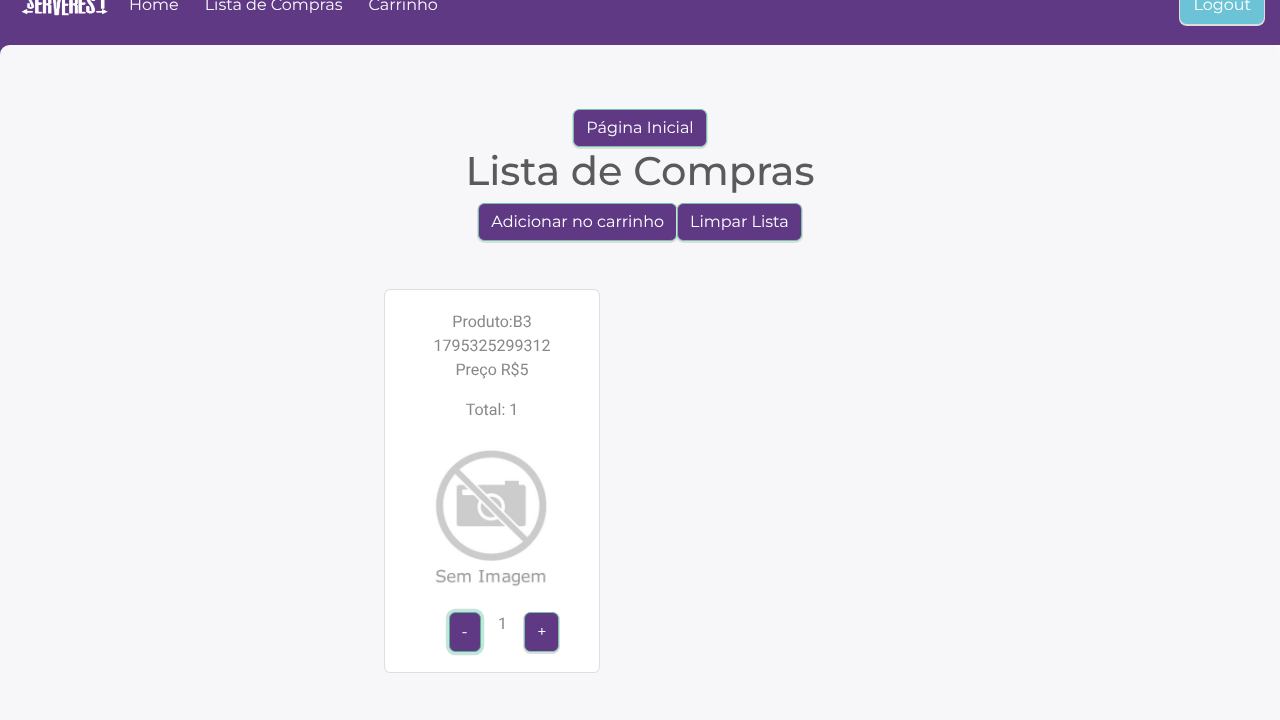 SERVEREST
Home
Lista de Compras
Carrinho
Logout
Página Inicial
Lista de Compras
Adicionar no carrinho
Limpar Lista
Produto:B3
1795325299312
Preço R$5
Total: 1
Sem Imagem
-
1
+